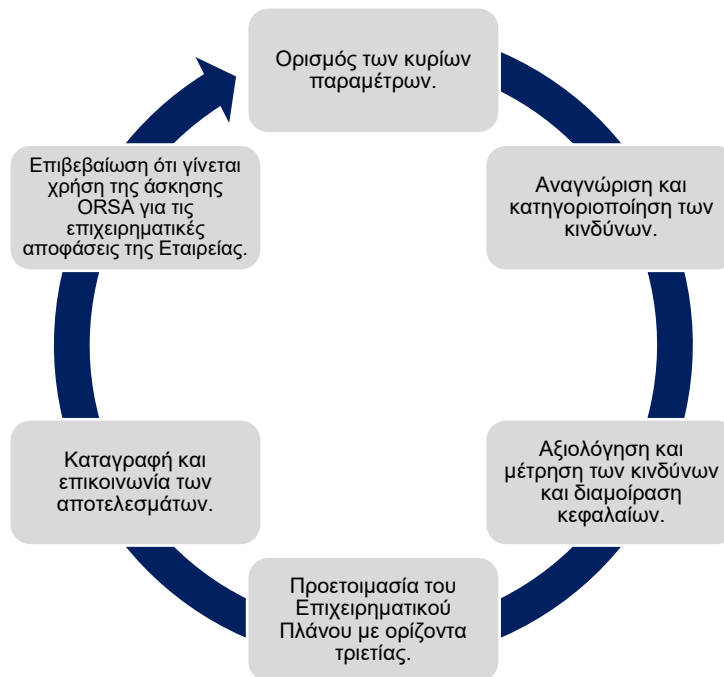 Ορισμός των κυρίων
παραμέτρων.
Αναγνώριση και
κατηγοριοποίηση των
κινδύνων.
Αξιολόγηση και
μέτρηση των κινδύνων
και διαμοίραση
κεφαλαίων.
Προετοιμασία του
Επιχειρηματικού
Πλάνου με ορίζοντα
τριετίας.
Καταγραφή και
επικοινωνία των
αποτελεσμάτων.
Επιβεβαίωση ότι γίνεται
χρήση της άσκησης
ORSA για τις
επιχειρηματικές
αποφάσεις της Εταιρείας.